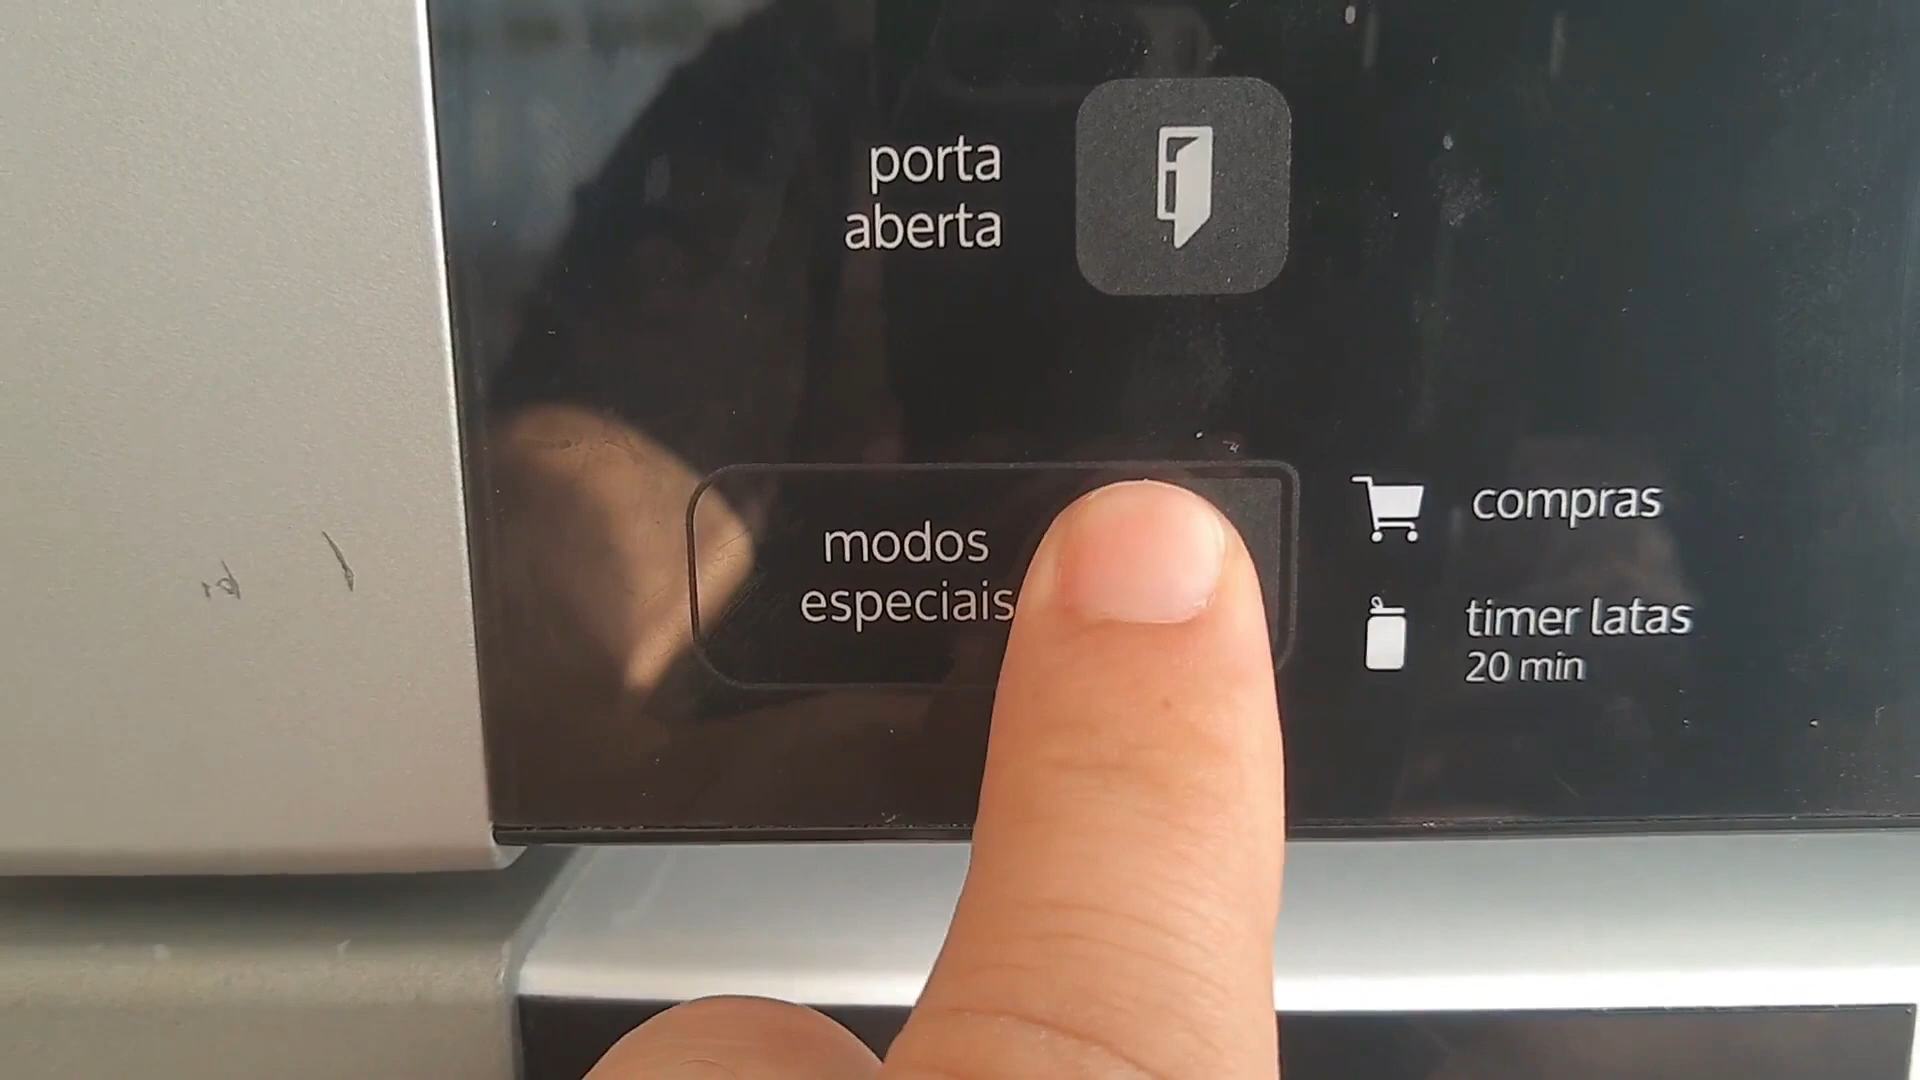 porta
aberta
modos
especiais
compras
timer latas
20 min